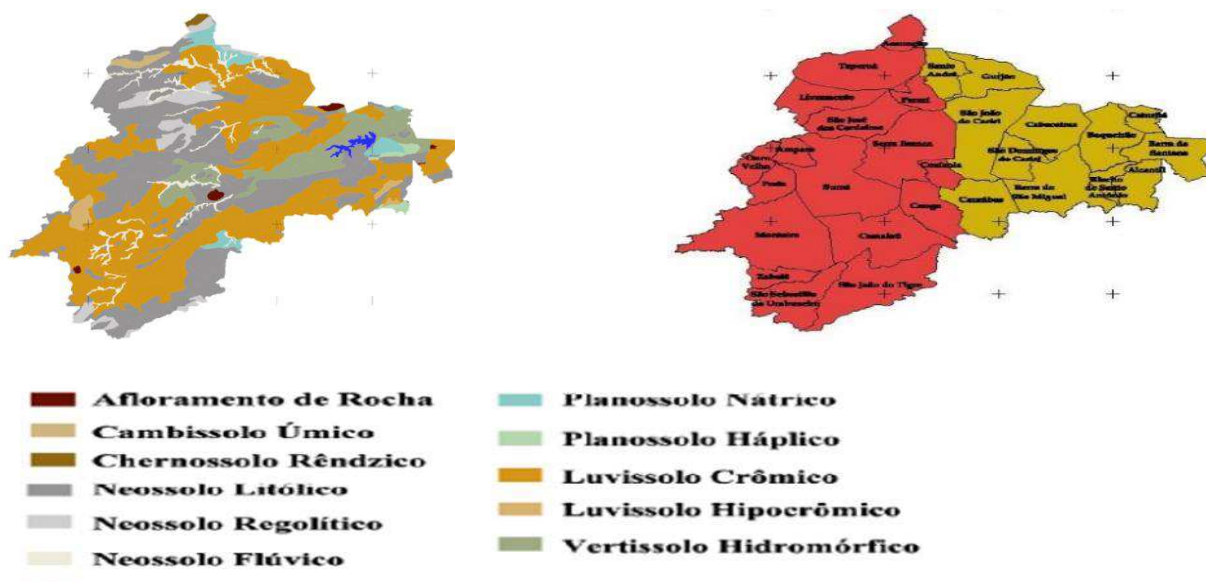 Assunção
Taperoá
Santo
André
Gurjão
Livramento
Parari
São José
dos Cordeiros
São João
do Cariri
Cabaceiras
Boqueirão
Caturité
Barra de
Santana
Serra Branca
Amparo
Ouro
Velho
Coxixola
São Domingos
do Cariri
Alcantil
Prata
Sumé
Congo
Caraúbas
Barra de
São Miguel
Riacho
de Santo
Antônio
Monteiro
Camalaú
Zabelê
São João do Tigre
São Sebastião
do Umbuzeiro
Afloramento de Rocha
Cambissolo Úmico
Chernossolo Rêndzico
Neossolo Litólico
Neossolo Regolítico
Neossolo Flúvico
Planossolo Nátrico
Planossolo Háplico
Luvissolo Crômico
Luvissolo Hipocrômico
Vertissolo Hidromórfico